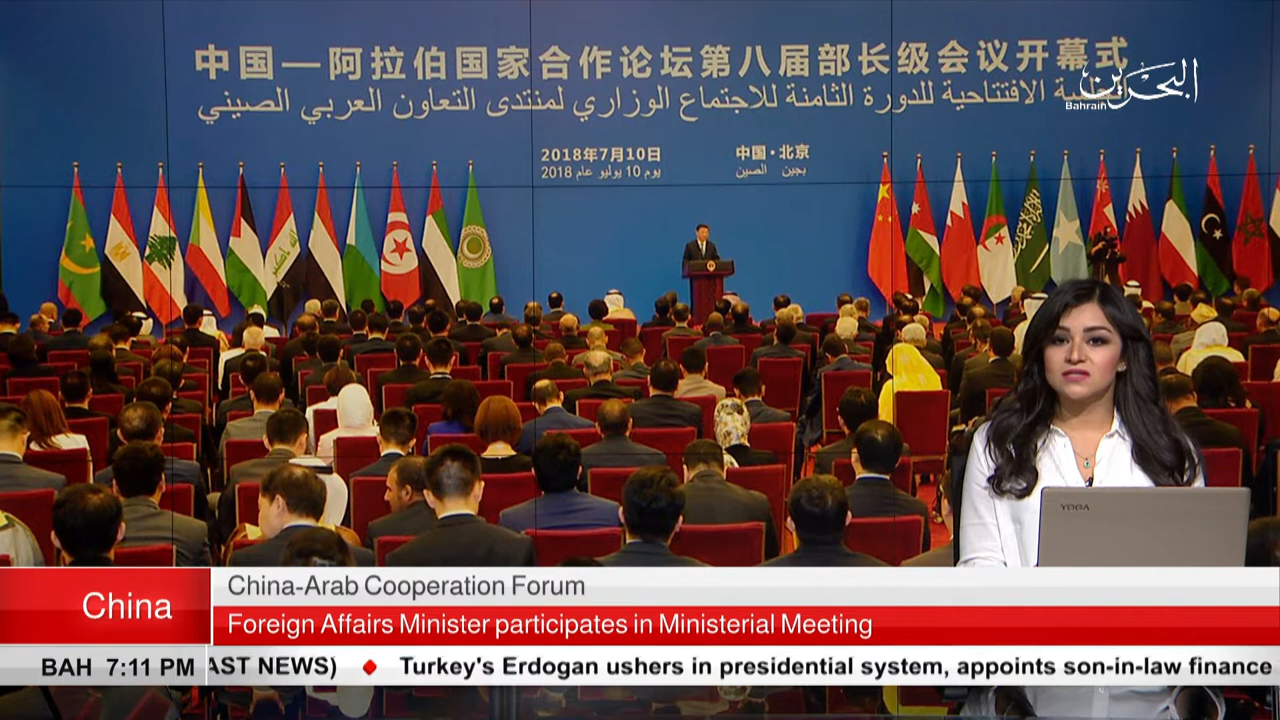 中国—阿拉伯国家合作论坛第八届部长级会议开幕式
الافتتاحية للدورة الثامنة للاجتماع الوزاري لمنتدى التعاون العربي الصيني
البحرين
Bahrain
2018年7月10日
中国·北京
يوم 10 يوليو عام 2018
بجين الصين
YOGA
China
China-Arab Cooperation Forum
Foreign Affairs Minister participates in Ministerial Meeting
BAH 7:11 PM
AST NEWS) Turkey's Erdogan ushers in presidential system, appoints son-in-law finance